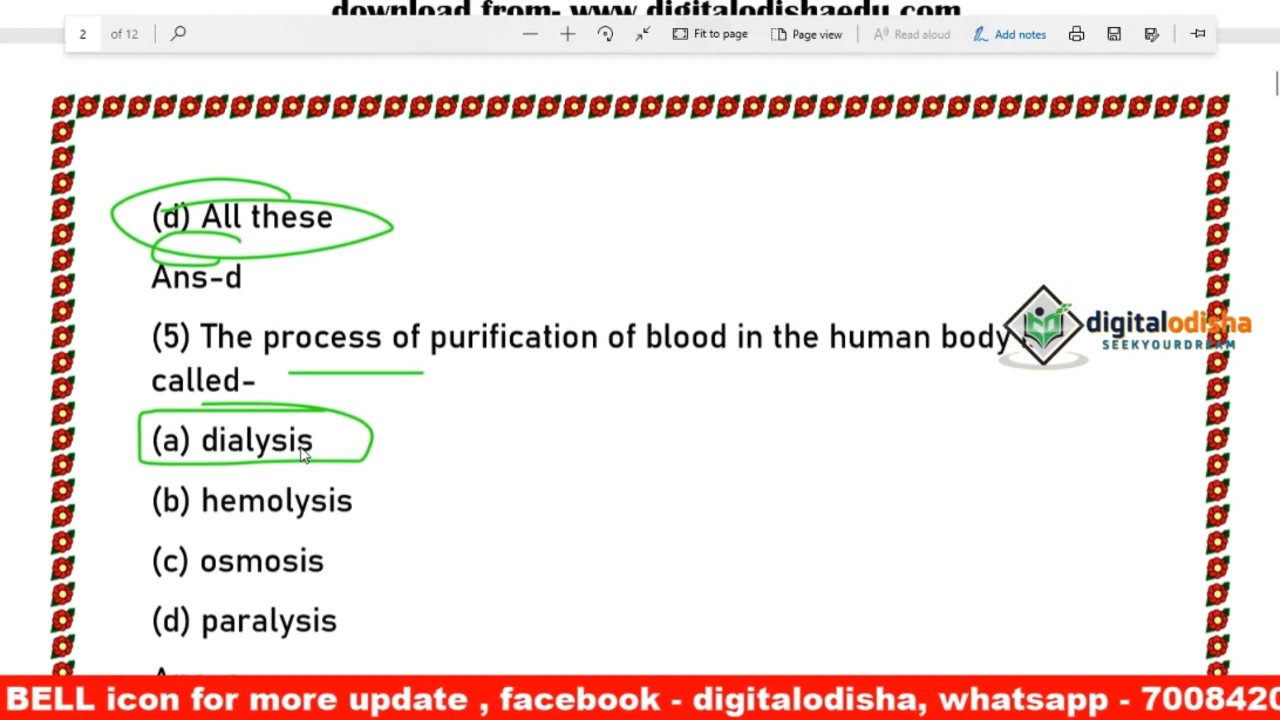 download from- www.digitalodishaedu.com
2 of 12 Fit to page Page view Read aloud Add notes
(d) All these
Ans-d
(5) The process of purification of blood in the human body
called-
(a) dialysis
(b) hemolysis
(c) osmosis
(d) paralysis
digitalodisha
SEEKYOURDREAM
BELL icon for more update , facebook - digitalodisha, whatsapp - 7008420